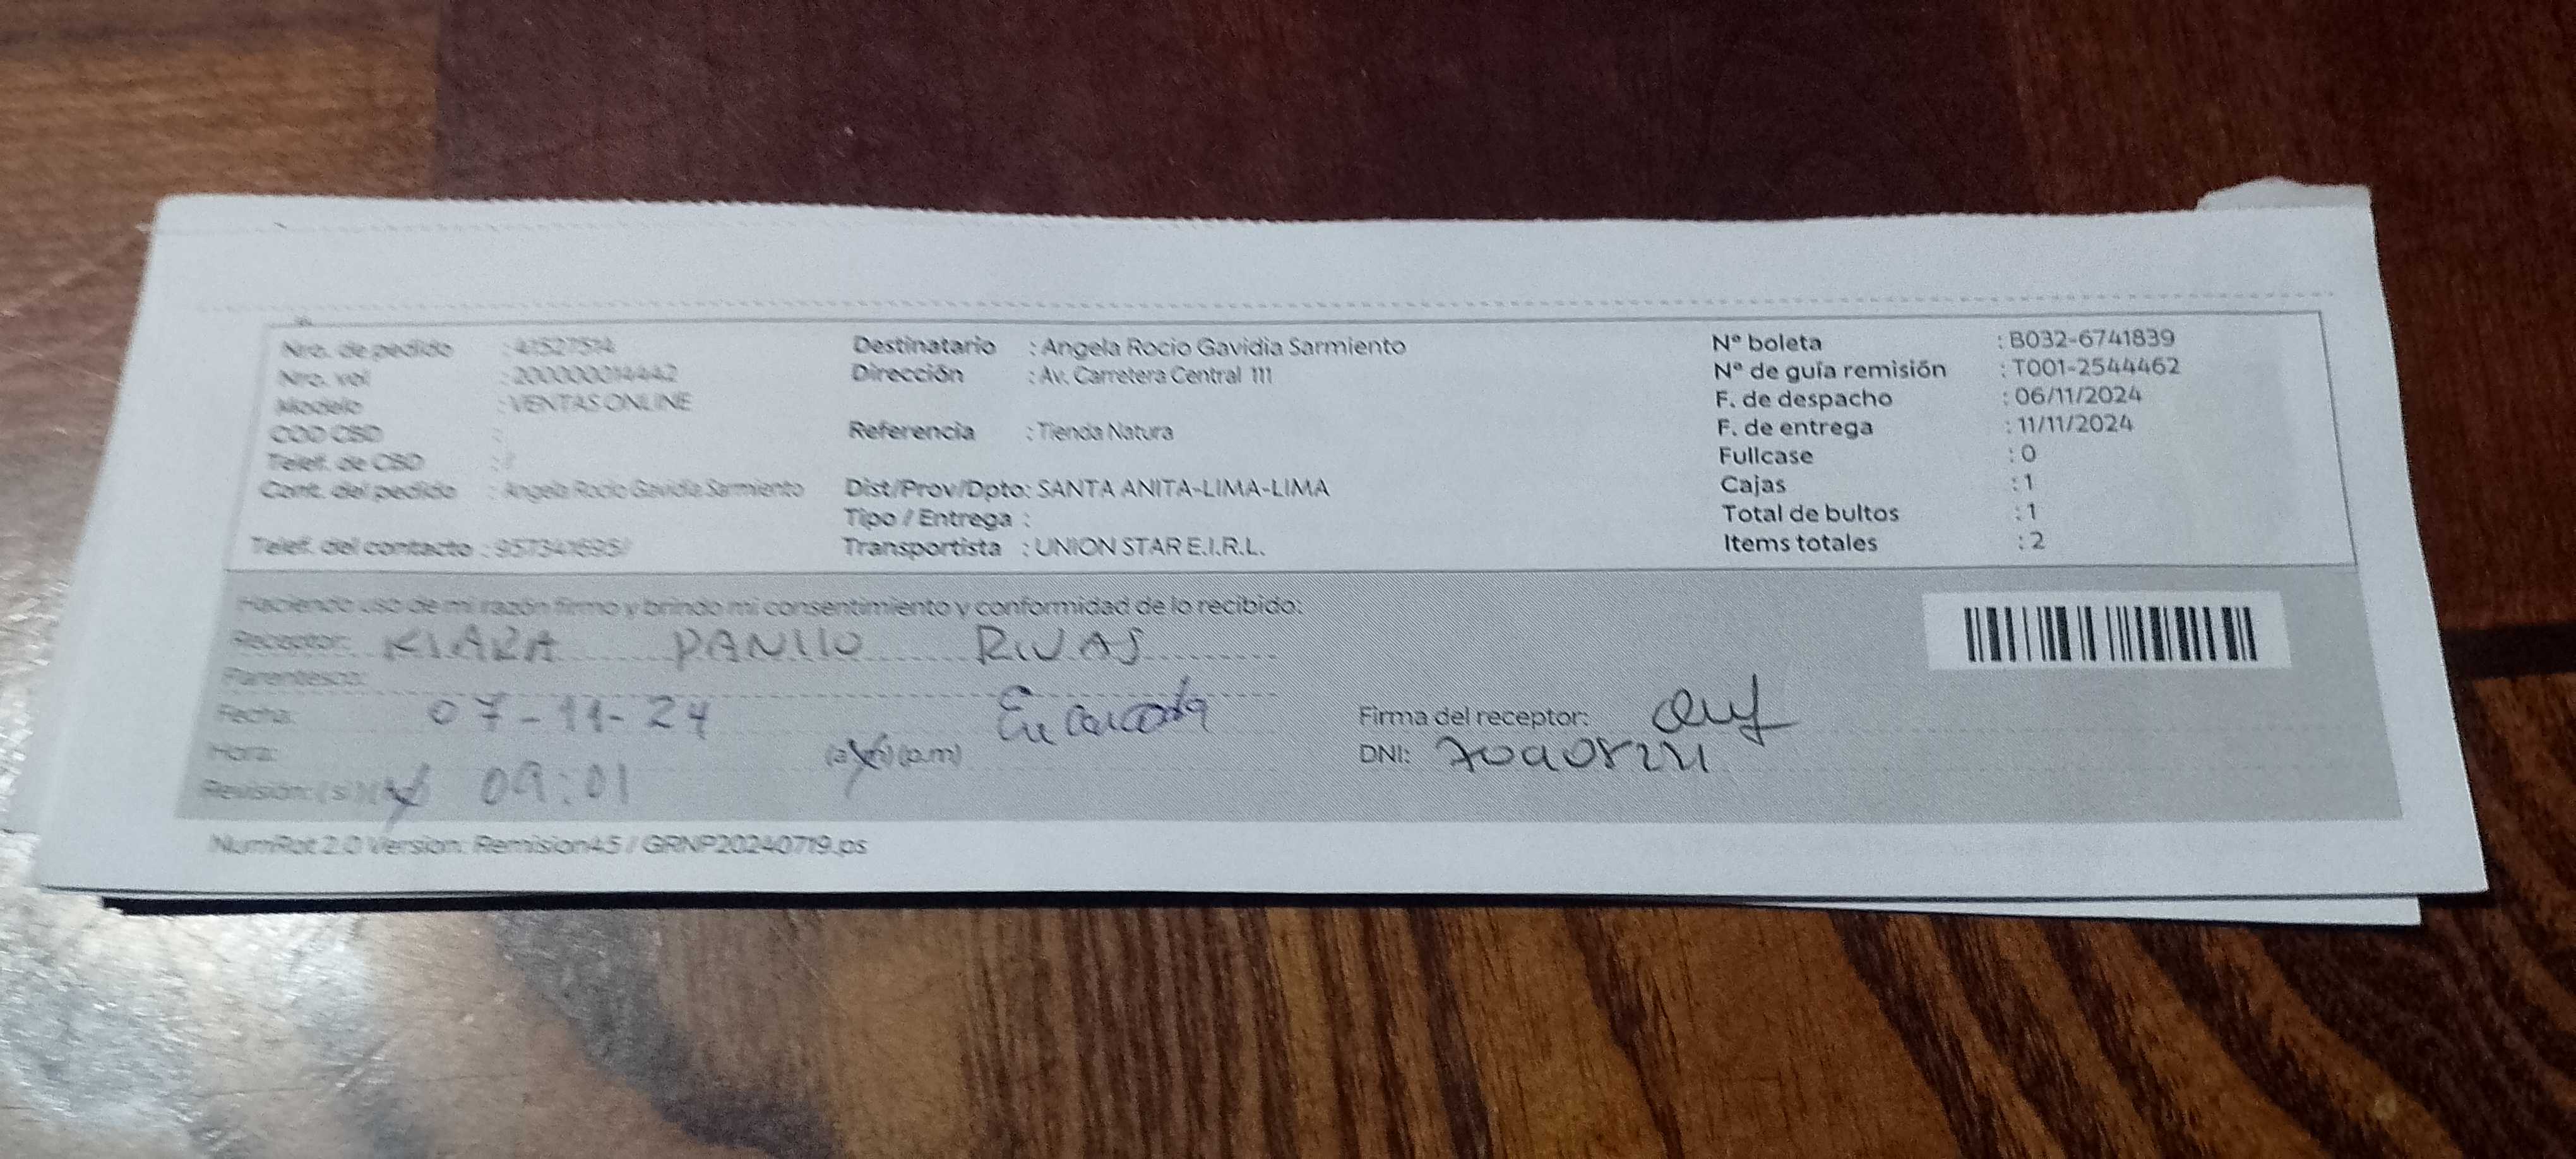 Nro. de pedido : 41527514
Nro. vol : 200000014442
Modelo : VENTAS ONLINE
COD CBD :
Telef. de CBD : /
Cont. del pedido : Angela Rocio Gavidia Sarmiento
Telef. del contacto : 957341695/
Destinatario : Angela Rocio Gavidia Sarmiento
Dirección : Av. Carretera Central 111
Referencia : Tienda Natura
Dist/Prov/Dpto: SANTA ANITA-LIMA-LIMA
Tipo / Entrega :
Transportista : UNION STAR E.I.R.L.
Nº boleta : B032-6741839
Nº de guía remisión : T001-2544462
F. de despacho : 06/11/2024
F. de entrega : 11/11/2024
Fullcase : 0
Cajas : 1
Total de bultos : 1
Items totales : 2
Haciendo uso de mi razón firmo y brindo mi consentimiento y conformidad de lo recibido:
Receptor: KIARA RIVAS
Parentesco:
Fecha: 07-11-24
Hora: (a.m) (p.m)
Revisión: (si) 09:01
Firma del receptor:
DNI:
NumRot 2.0 Version: Remision45 / GRNP20240719.ps